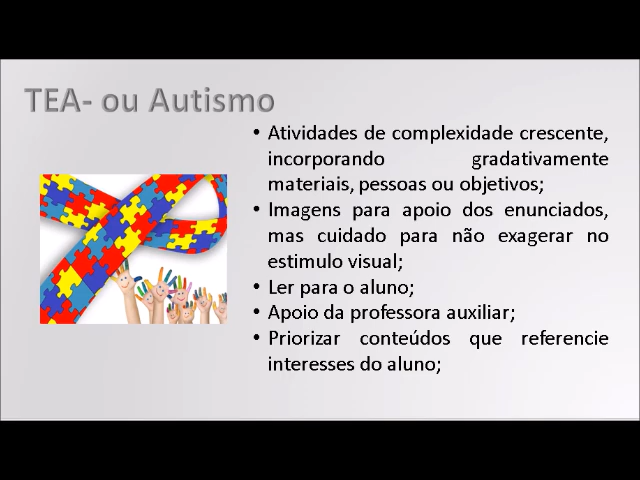 TEA- ou Autismo
• Atividades de complexidade crescente,
incorporando gradativamente
materiais, pessoas ou objetivos;
• Imagens para apoio dos enunciados,
mas cuidado para não exagerar no
estimulo visual;
• Ler para o aluno;
• Apoio da professora auxiliar;
• Priorizar conteúdos que referencie
interesses do aluno;